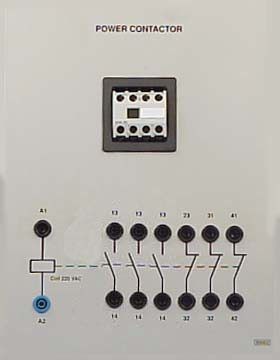 POWER CONTACTOR
A1 13 13 13 23 31 41
Coil 220 VAC
A2 14 14 14 32 32 42